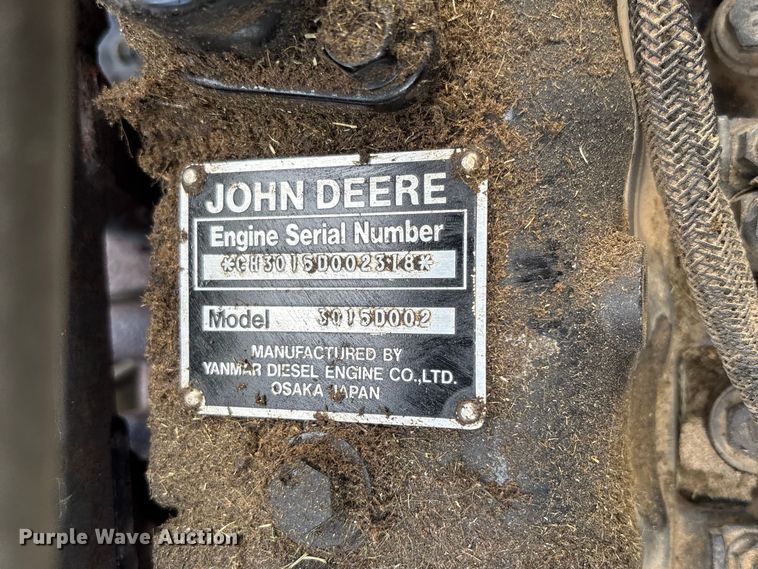 JOHN DEERE
Engine Serial Number
*CH3015D002318*
Model 3015D002
MANUFACTURED BY
YANMAR DIESEL ENGINE CO.,LTD.
OSAKA JAPAN
Purple Wave Auction